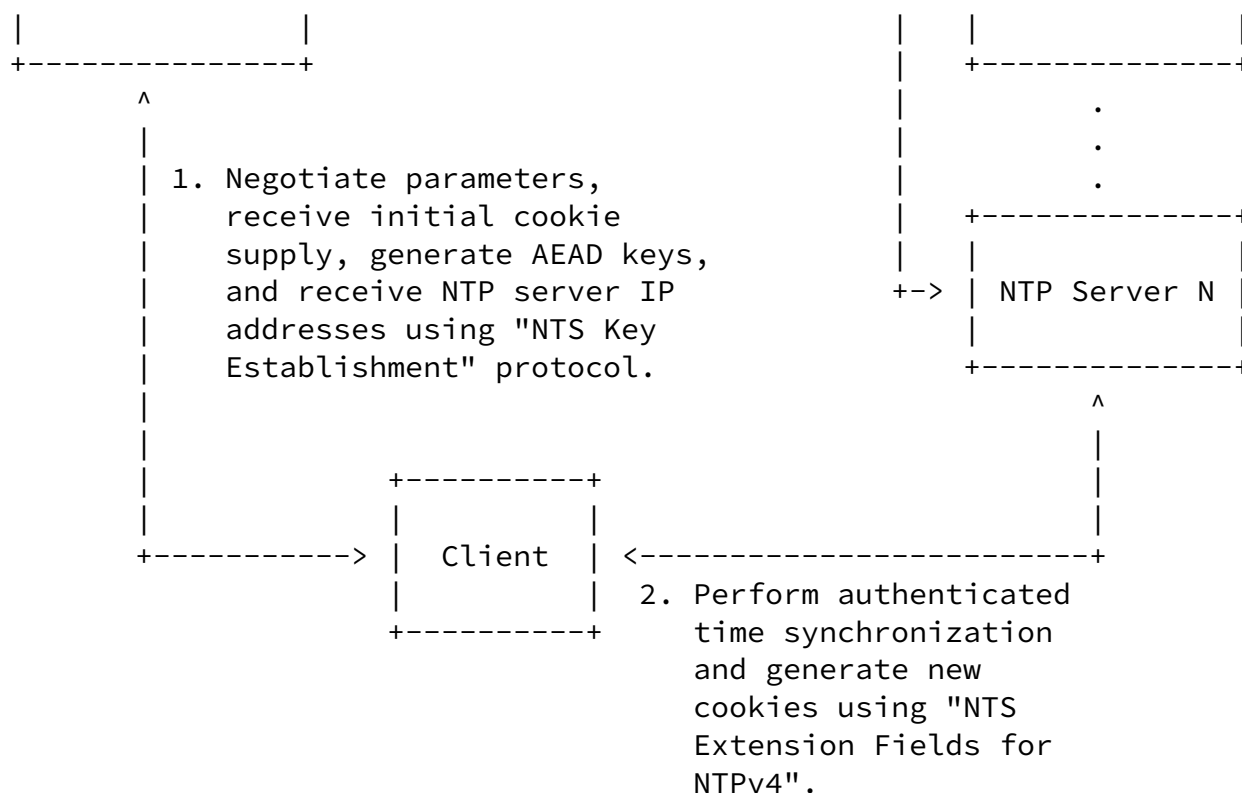 1. Negotiate parameters,
receive initial cookie
supply, generate AEAD keys,
and receive NTP server IP
addresses using "NTS Key
Establishment" protocol.
NTP Server N
Client
2. Perform authenticated
time synchronization
and generate new
cookies using "NTS
Extension Fields for
NTPv4".